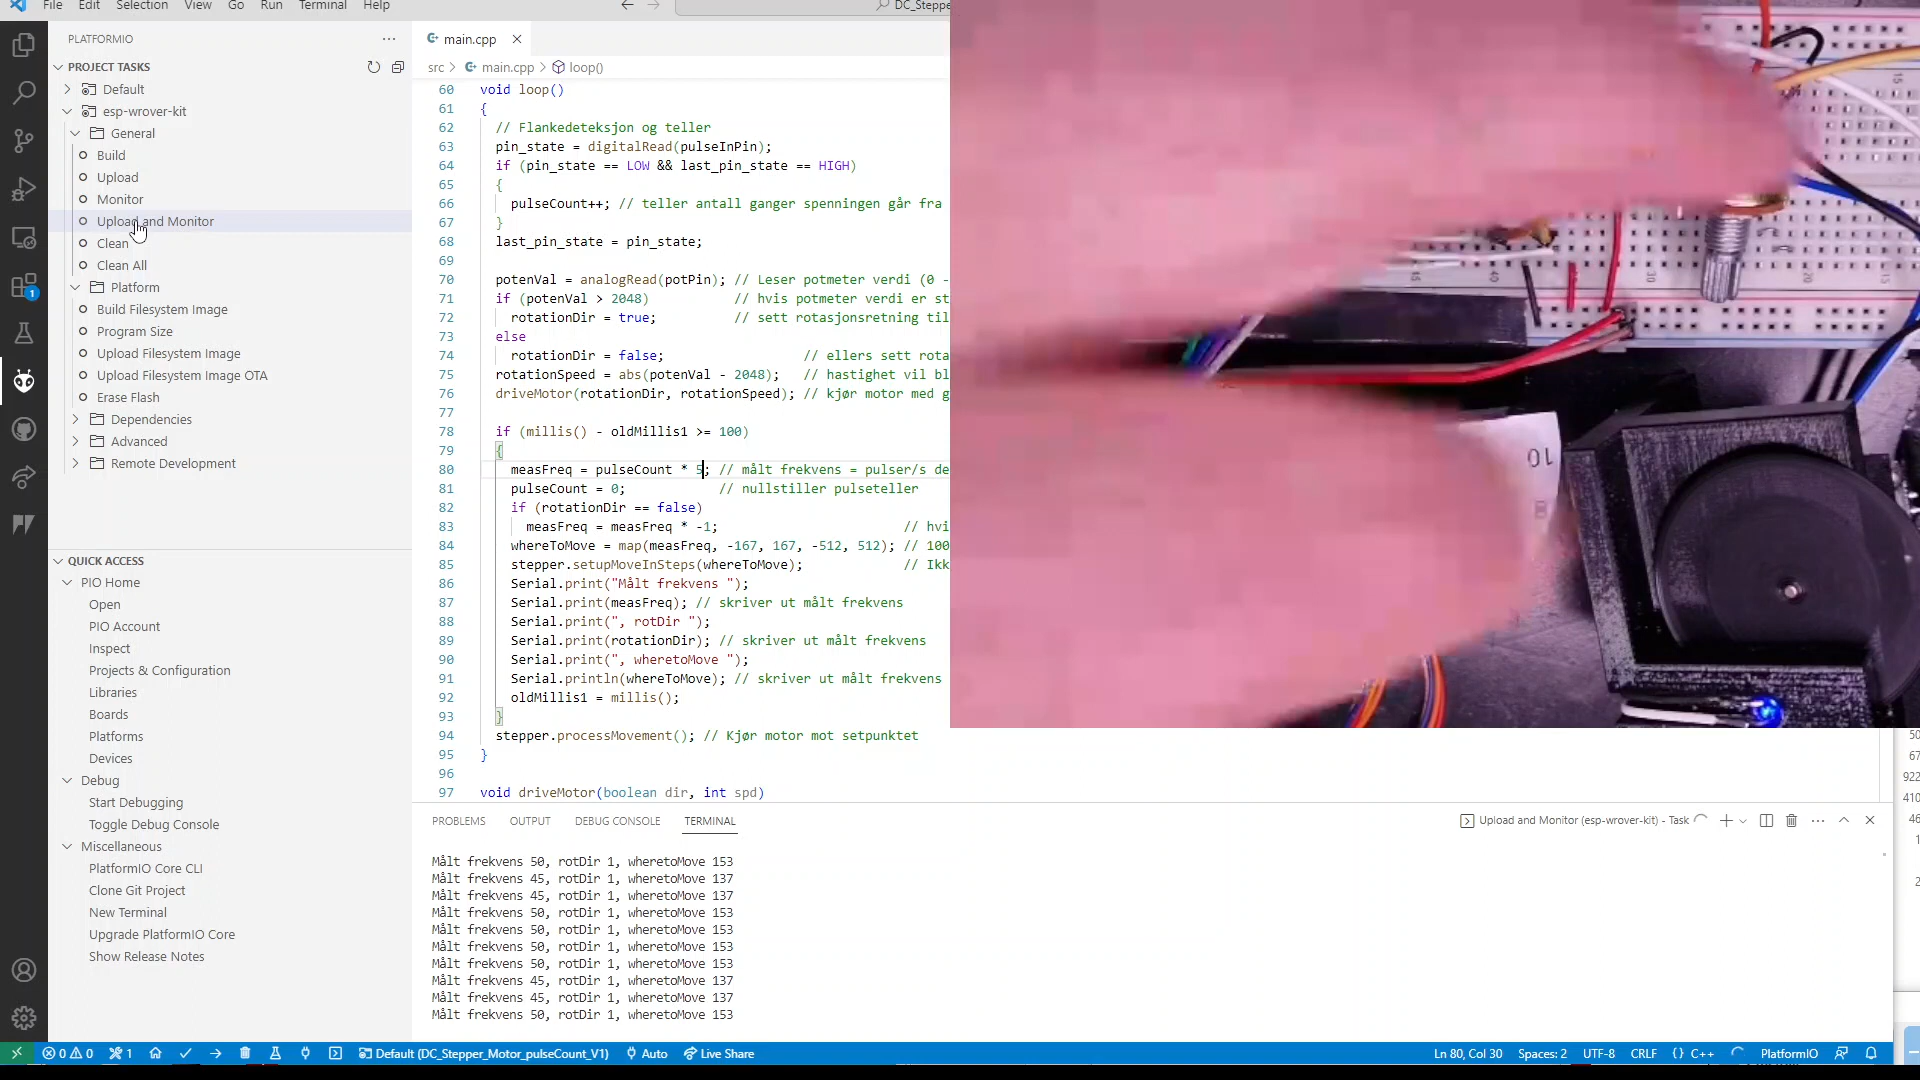 File Edit Selection View Go Run Terminal Help
DC_Steppe
PLATFORMIO
PROJECT TASKS
Default
esp-wrover-kit
General
Build
Upload
Monitor
Upload and Monitor
Clean
Clean All
Platform
Build Filesystem Image
Program Size
Upload Filesystem Image
Upload Filesystem Image OTA
Erase Flash
Dependencies
Advanced
Remote Development
QUICK ACCESS
PIO Home
Open
PIO Account
Inspect
Projects & Configuration
Libraries
Boards
Platforms
Devices
Debug
Start Debugging
Toggle Debug Console
Miscellaneous
PlatformIO Core CLI
Clone Git Project
New Terminal
Upgrade PlatformIO Core
Show Release Notes
main.cpp
src > main.cpp > loop()
60 void loop()
61 {
62 // Flankedeteksjon og teller
63 pin_state = digitalRead(pulseInPin);
64 if (pin_state == LOW && last_pin_state == HIGH)
65 {
66 pulseCount++; // teller antall ganger spenningen går fra
67 }
68 last_pin_state = pin_state;
69
70 potenVal = analogRead(potPin); // Leser potmeter verdi (0 -
71 if (potenVal > 2048) // hvis potmeter verdi er st
72 rotationDir = true; // sett rotasjonsretning til
73 else
74 rotationDir = false; // ellers sett rota
75 rotationSpeed = abs(potenVal - 2048); // hastighet vil bl
76 driveMotor(rotationDir, rotationSpeed); // kjør motor med g
77
78 if (millis() - oldMillis1 >= 100)
79 {
80 measFreq = pulseCount * 5; // målt frekvens = pulser/s de
81 pulseCount = 0; // nullstiller pulseteller
82 if (rotationDir == false)
83 measFreq = measFreq * -1; // hvi
84 whereToMove = map(measFreq, -167, 167, -512, 512); // 100
85 stepper.setupMoveInSteps(whereToMove); // Ikk
86 Serial.print("Målt frekvens ");
87 Serial.print(measFreq); // skriver ut målt frekvens
88 Serial.print(", rotDir ");
89 Serial.print(rotationDir); // skriver ut målt frekvens
90 Serial.print(", wheretoMove ");
91 Serial.println(whereToMove); // skriver ut målt frekvens
92 oldMillis1 = millis();
93 }
94 stepper.processMovement(); // Kjør motor mot setpunktet
95 }
96
97 void driveMotor(boolean dir, int spd)
10
PROBLEMS OUTPUT DEBUG CONSOLE TERMINAL
Upload and Monitor (esp-wrover-kit) - Task
Målt frekvens 50, rotDir 1, wheretoMove 153
Målt frekvens 45, rotDir 1, wheretoMove 137
Målt frekvens 45, rotDir 1, wheretoMove 137
Målt frekvens 50, rotDir 1, wheretoMove 153
Målt frekvens 50, rotDir 1, wheretoMove 153
Målt frekvens 50, rotDir 1, wheretoMove 153
Målt frekvens 50, rotDir 1, wheretoMove 153
Målt frekvens 45, rotDir 1, wheretoMove 137
Målt frekvens 45, rotDir 1, wheretoMove 137
Målt frekvens 50, rotDir 1, wheretoMove 153
0 0 1 Default (DC_Stepper_Motor_pulseCount_V1) Auto Live Share
Ln 80, Col 30 Spaces: 2 UTF-8 CRLF {} C++ PlatformIO